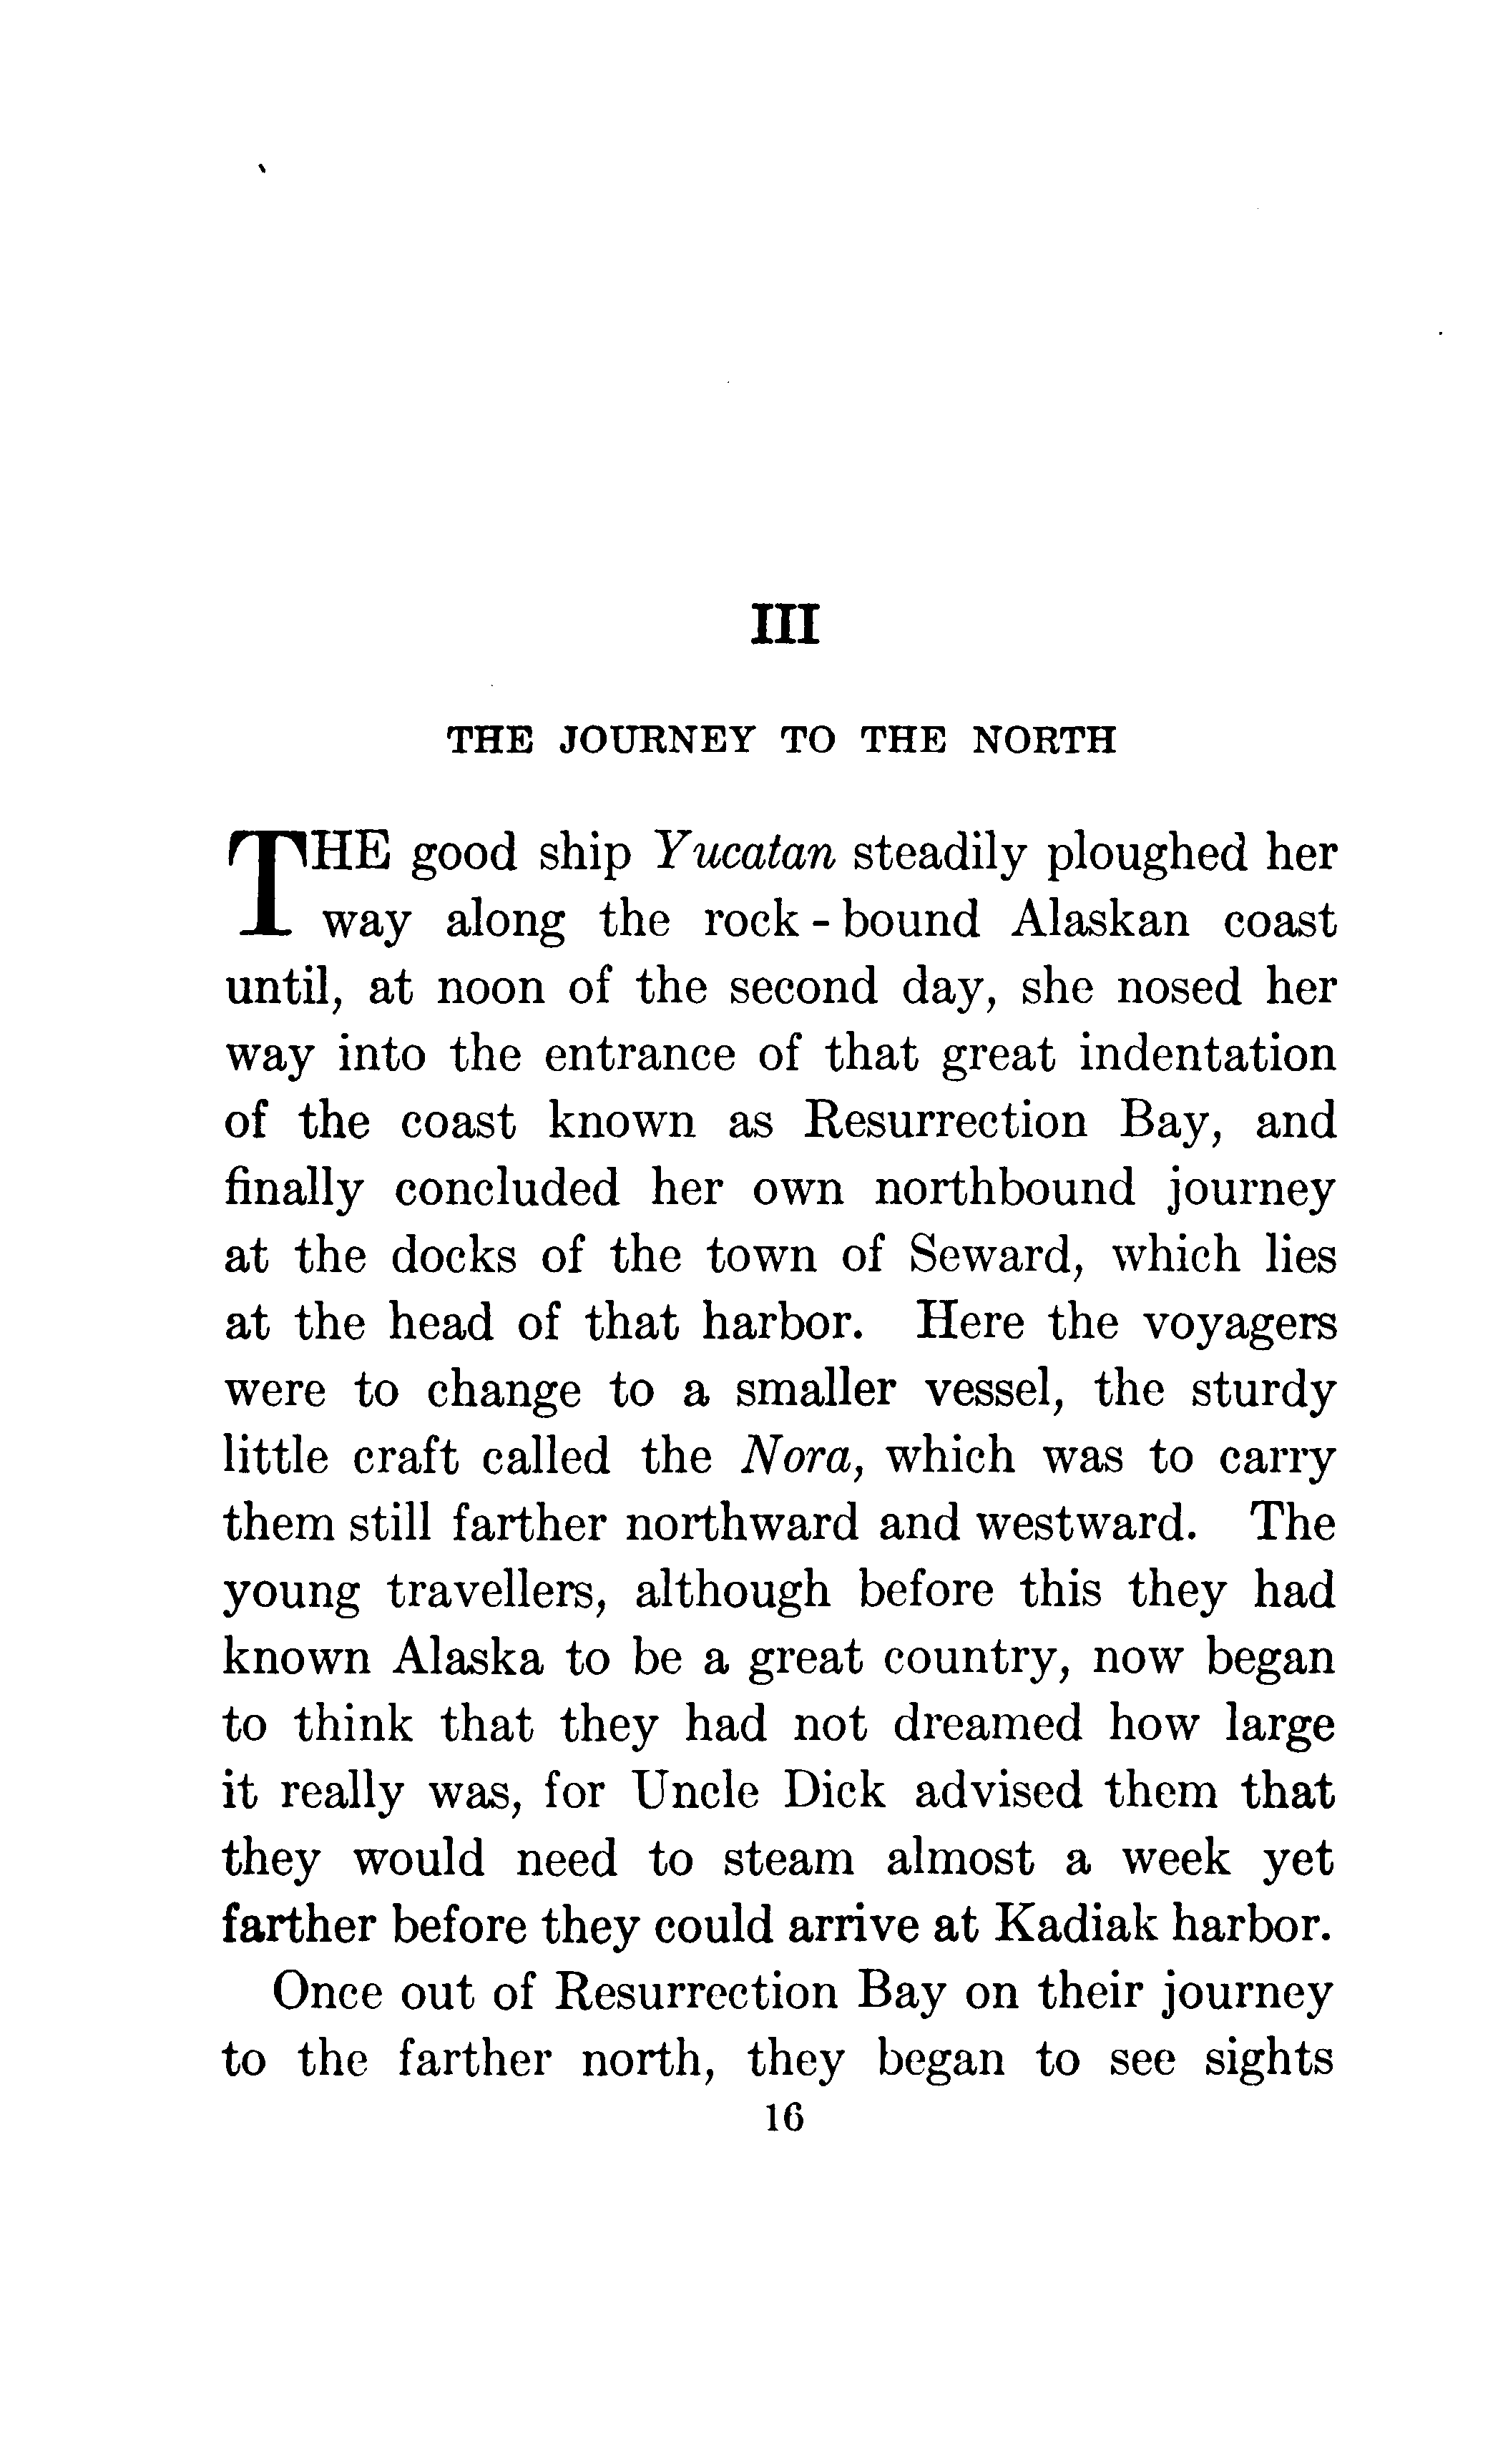 III
THE JOURNEY TO THE NORTH
THE good ship Yucatan steadily ploughed her
way along the rock-bound Alaskan coast
until, at noon of the second day, she nosed her
way into the entrance of that great indentation
of the coast known as Resurrection Bay, and
finally concluded her own northbound journey
at the docks of the town of Seward, which lies
at the head of that harbor. Here the voyagers
were to change to a smaller vessel, the sturdy
little craft called the Nora, which was to carry
them still farther northward and westward. The
young travellers, although before this they had
known Alaska to be a great country, now began
to think that they had not dreamed how large
it really was, for Uncle Dick advised them that
they would need to steam almost a week yet
farther before they could arrive at Kadiak harbor.
Once out of Resurrection Bay on their journey
to the farther north, they began to see sights
16